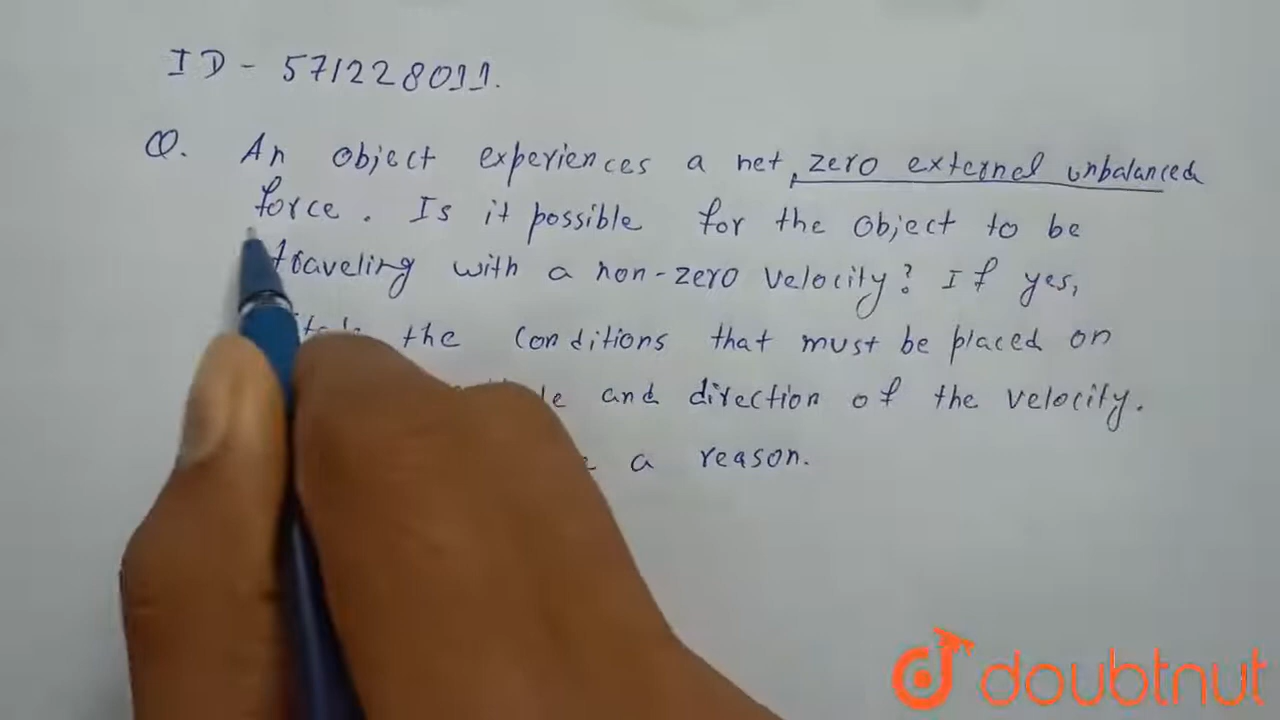 ID - 571228011.
Q. An object experiences a net, zero external unbalanced
force. Is it possible for the object to be
traveling with a non-zero velocity? If yes,
the conditions that must be placed on
and direction of the velocity.
a reason.
doubtnut